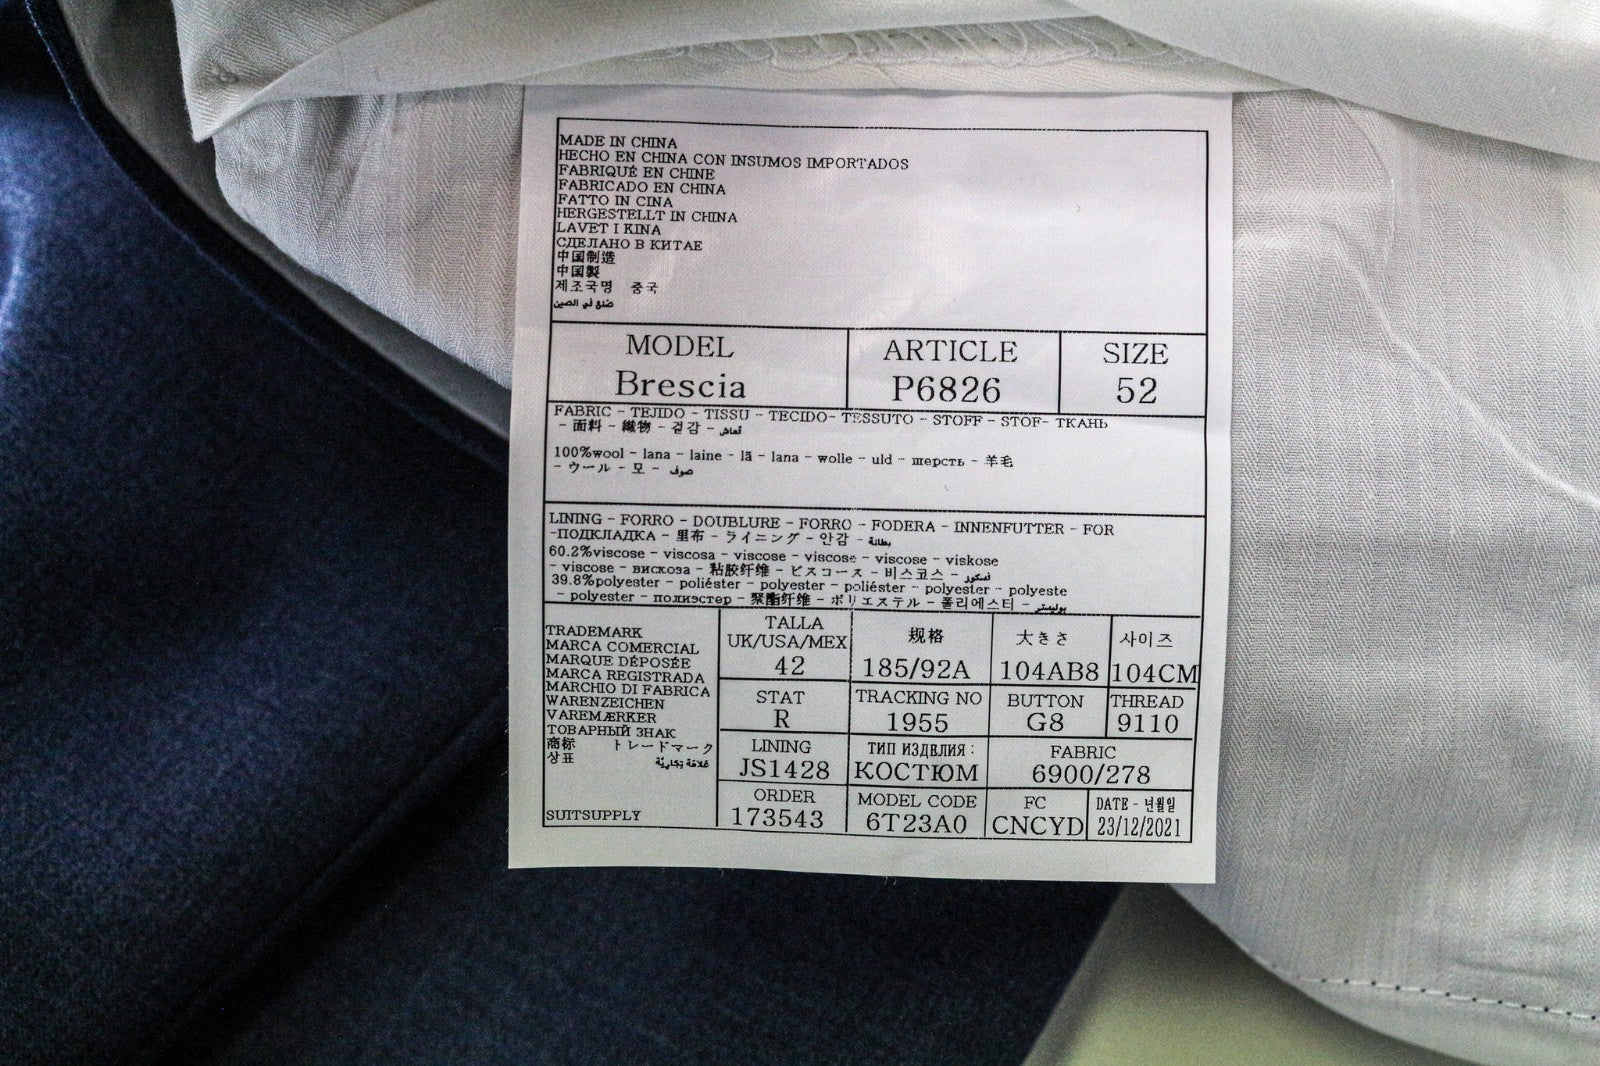 MADE IN CHINA
HECHO EN CHINA CON INSUMOS IMPORTADOS
FABRIQUÉ EN CHINE
FABRICADO EN CHINA
FATTO IN CINA
HERGESTELLT IN CHINA
LAVET I KINA
СДЕЛАНО В КИТАЕ
中国制造
中国製
제조국명 중국
صنع في الصين
MODEL
Brescia
ARTICLE
P6826
SIZE
52
FABRIC - TEJIDO - TISSU - TECIDO- TESSUTO - STOFF - STOF- ТКАНЬ
- 面料 - 織物 - 겉감 - قماش
100%wool - lana - laine - lã - lana - wolle - uld - шерсть - 羊毛
- ウール - 모 - صوف
LINING - FORRO - DOUBLURE - FORRO - FODERA - INNENFUTTER - FOR
-ПОДКЛАДКА - 里布 - ライニング - 안감 - بطانة
60.2%viscose - viscosa - viscose - viscose - viscose - viskose
- viscose - вискоза - 粘胶纤维 - ビスコース - 비스코스 - فسكوز
39.8%polyester - poliéster - polyester - poliéster - polyester - polyeste
- polyester - полиэстер - 聚酯纤维 - ポリエステル - 폴리에스티 - بوليستر
TRADEMARK
MARCA COMERCIAL
MARQUE DÉPOSÉE
MARCA REGISTRADA
MARCHIO DI FABRICA
WARENZEICHEN
VAREMÆRKER
ТОВАРНЫЙ ЗНАК
商标 トレードマーク
상표 علامة تجارية
SUITSUPPLY
TALLA
UK/USA/MEX
42
规格
185/92A
大きさ
104AB8
사이즈
104CM
STAT
R
TRACKING NO
1955
BUTTON
G8
THREAD
9110
LINING
JS1428
ТИП ИЗДЕЛИЯ:
КОСТЮМ
FABRIC
6900/278
ORDER
173543
MODEL CODE
6T23A0
FC
CNCYD
DATE - 년월일
23/12/2021